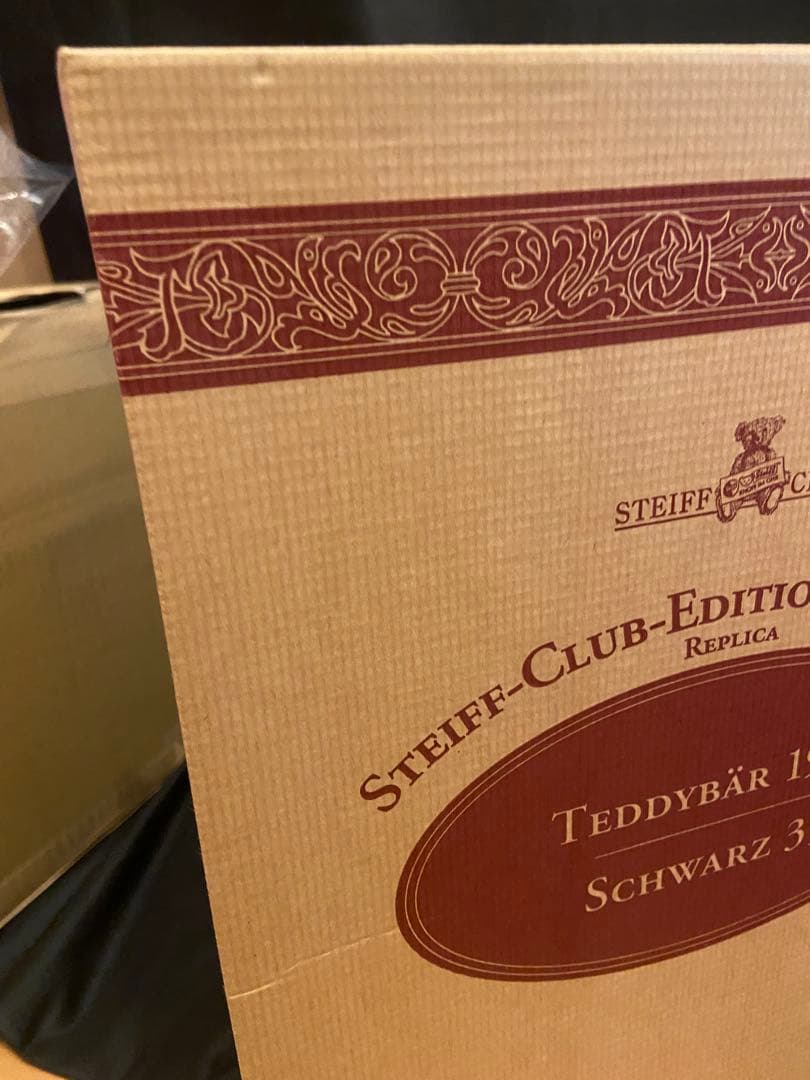 STEIFF C
STEIFF-CLUB-EDITIO
REPLICA
TEDDYBÄR 19
SCHWARZ 3